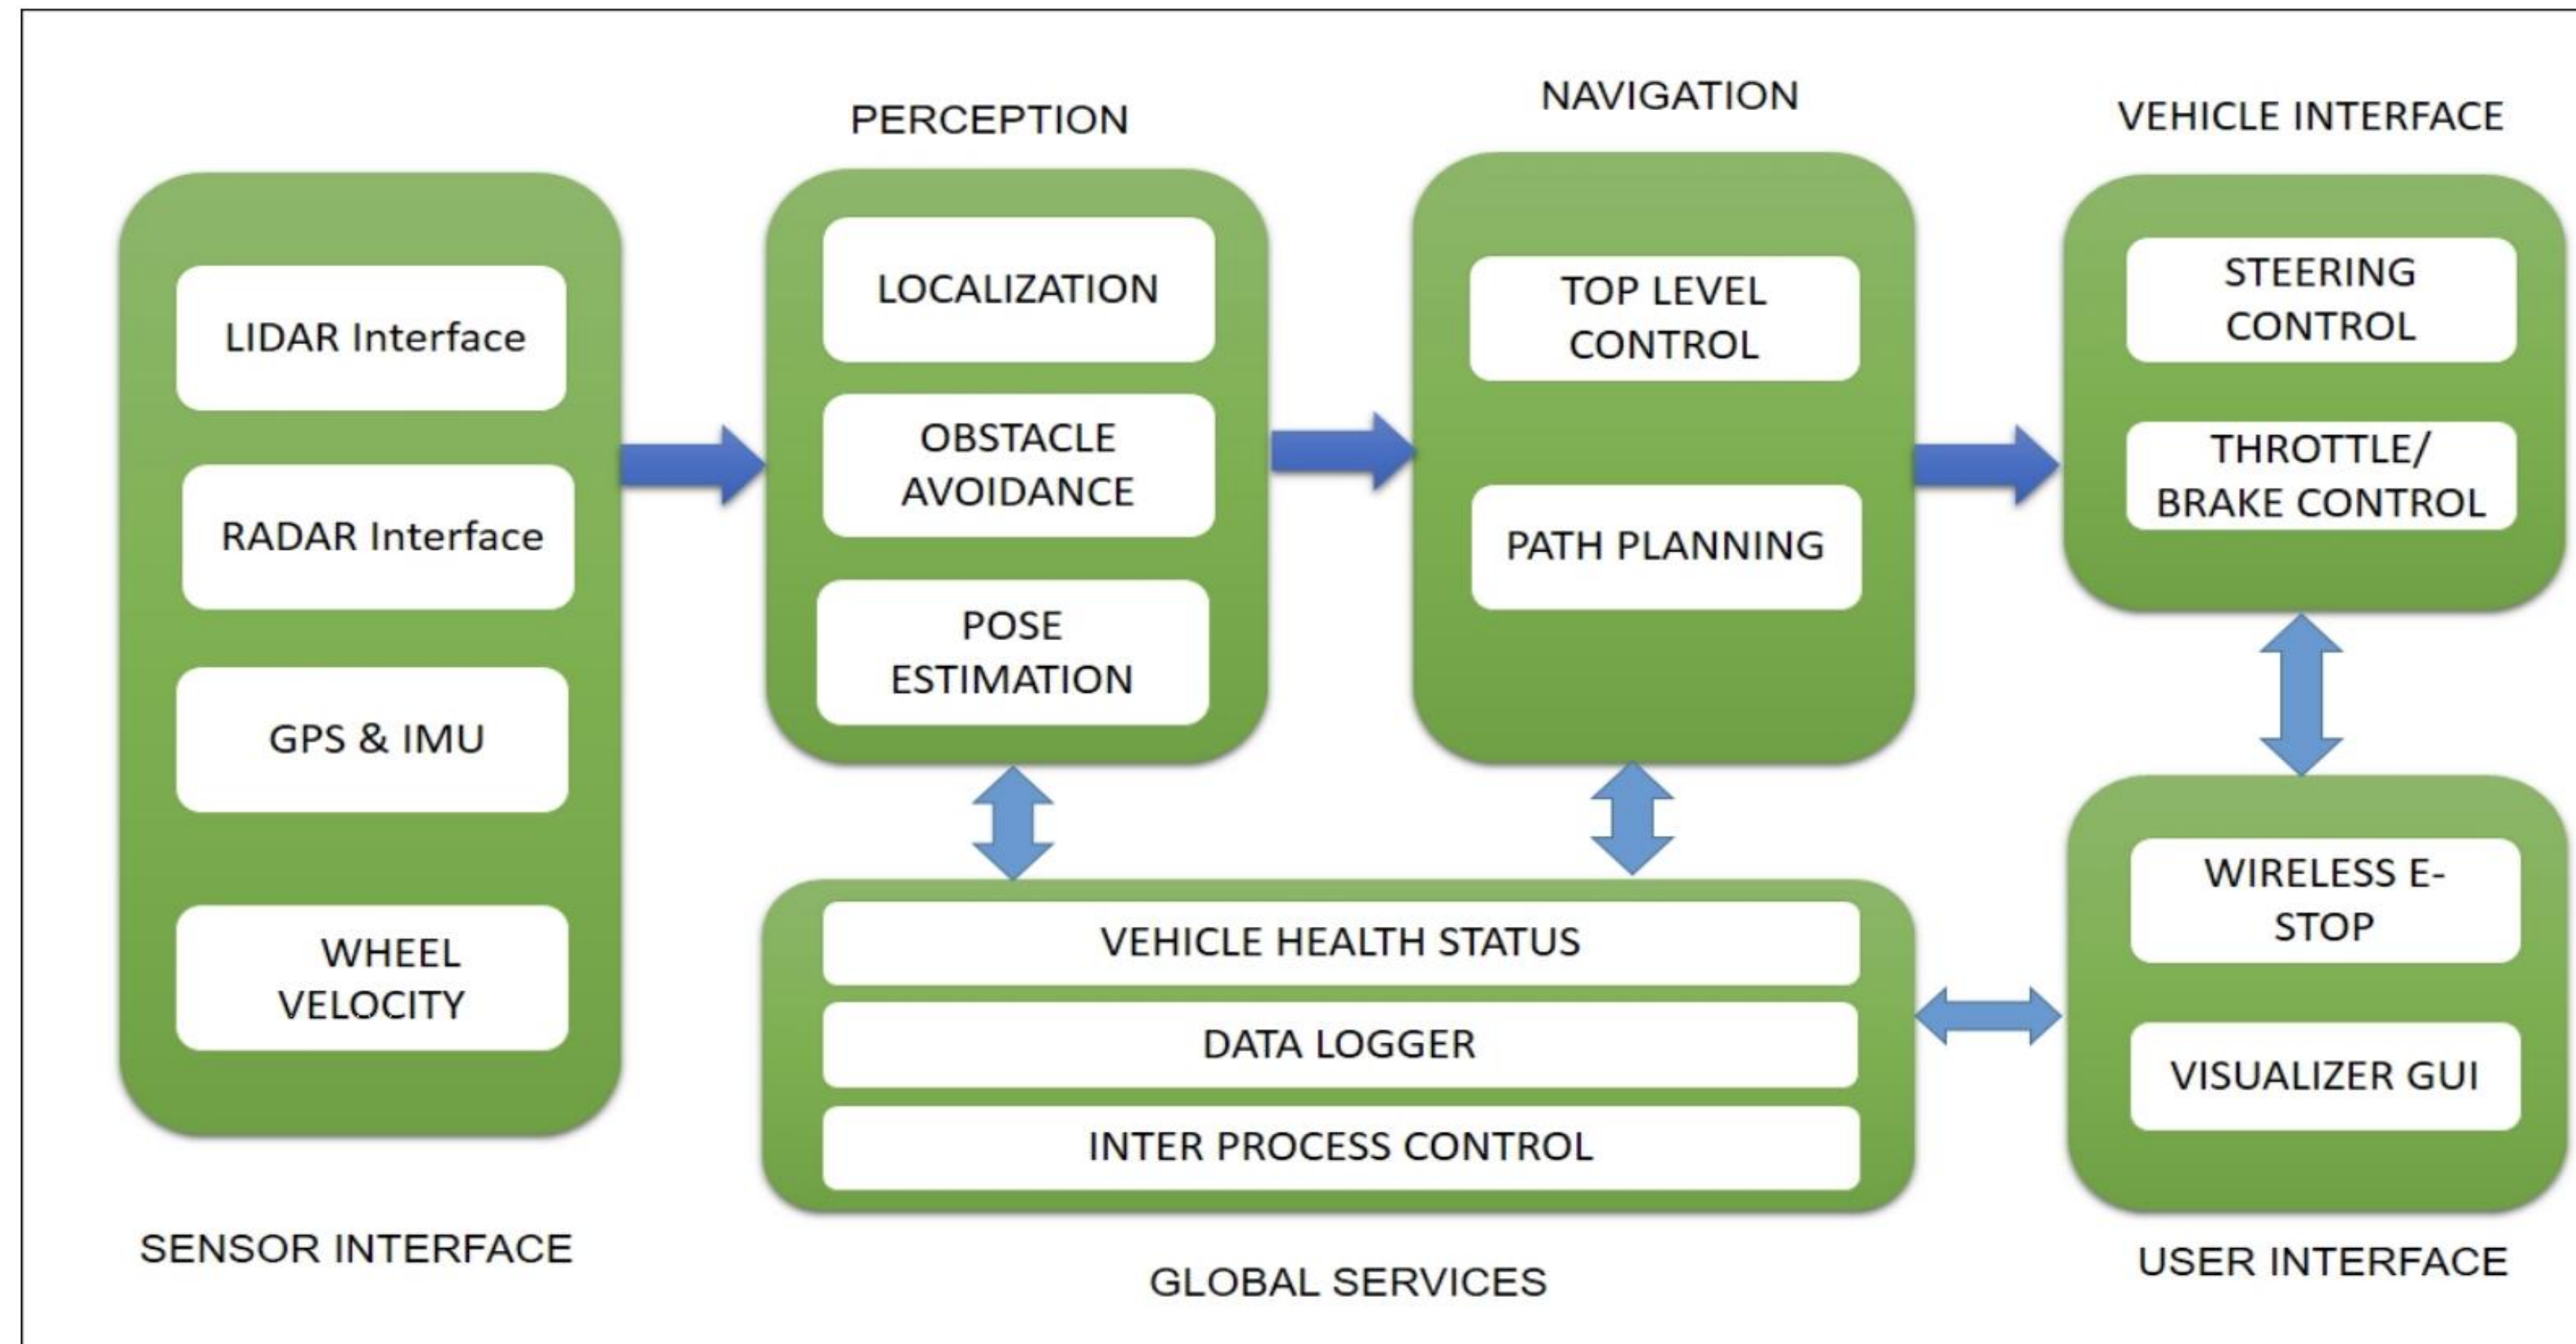 SENSOR INTERFACE
LIDAR Interface
RADAR Interface
GPS & IMU
WHEEL
VELOCITY
PERCEPTION
LOCALIZATION
OBSTACLE
AVOIDANCE
POSE
ESTIMATION
NAVIGATION
TOP LEVEL
CONTROL
PATH PLANNING
VEHICLE INTERFACE
STEERING
CONTROL
THROTTLE/
BRAKE CONTROL
VEHICLE HEALTH STATUS
DATA LOGGER
INTER PROCESS CONTROL
GLOBAL SERVICES
WIRELESS E-
STOP
VISUALIZER GUI
USER INTERFACE